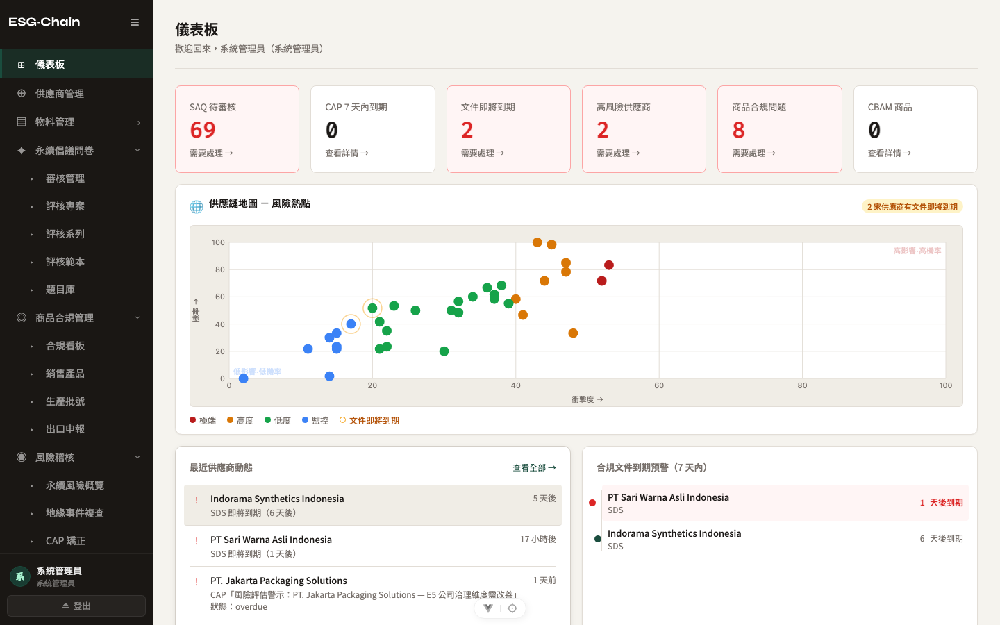 ESG·Chain
儀表板
供應商管理
物料管理
永續倡議問卷
審核管理
評核專案
評核系列
評核範本
題目庫
商品合規管理
合規看板
銷售產品
生產批號
出口申報
風險稽核
永續風險概覽
地緣事件複查
CAP 矯正
系
系統管理員
系統管理員
登出
儀表板
歡迎回來，系統管理員（系統管理員）
SAQ 待審核
69
需要處理 →
CAP 7 天內到期
0
查看詳情 →
文件即將到期
2
需要處理 →
高風險供應商
2
需要處理 →
商品合規問題
8
需要處理 →
CBAM 商品
0
查看詳情 →
供應鏈地圖 — 風險熱點
2 家供應商有文件即將到期
高影響·高機率
低影響·低機率
100
80
60
40
20
0
機率 →
0
20
40
60
80
100
衝擊度 →
極端
高度
低度
監控
文件即將到期
最近供應商動態
查看全部 →
! Indorama Synthetics Indonesia
5 天後
SDS 即將到期（6 天後）
! PT Sari Warna Asli Indonesia
17 小時後
SDS 即將到期（1 天後）
! PT. Jakarta Packaging Solutions
1 天前
CAP「風險評估警示：PT. Jakarta Packaging Solutions — E5 公司治理維度需改善」
狀態：overdue
合規文件到期預警（7 天內）
PT Sari Warna Asli Indonesia
1 天後到期
SDS
Indorama Synthetics Indonesia
6 天後到期
SDS